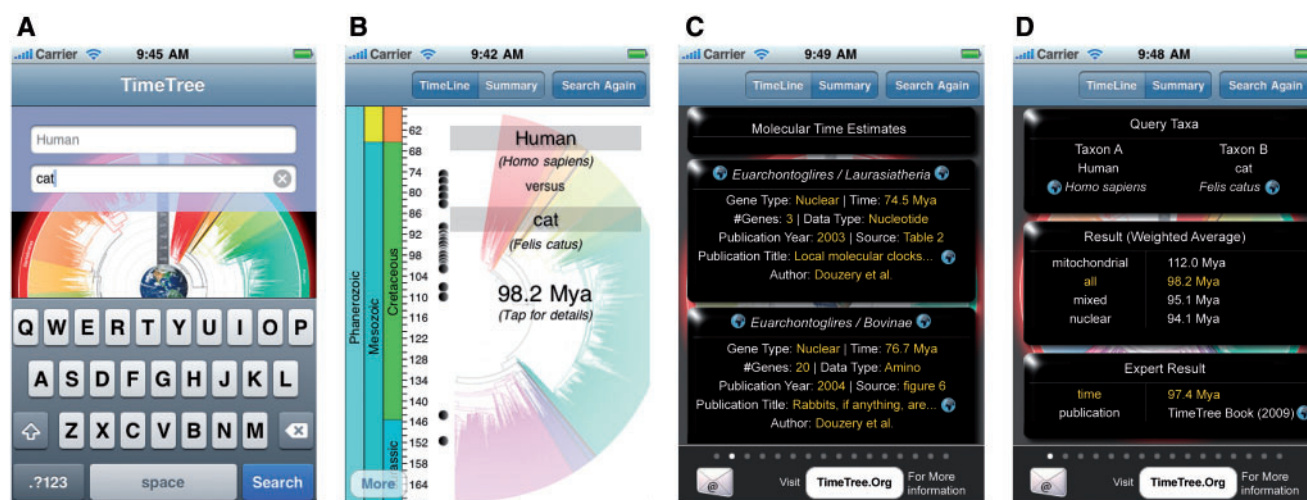 A
Carrier 9:45 AM
TimeTree
Human
cat
Q W E R T Y U I O P
A S D F G H J K L
Z X C V B N M
.?123 space Search
B
Carrier 9:42 AM
TimeLine Summary Search Again
Phanerozoic
Mesozoic
Cretaceous
62
68
74
80
86
92
98
104
110
116
122
128
134
140
146
152
158
164
Human
(Homo sapiens)
versus
cat
(Felis catus)
98.2 Mya
(Tap for details)
More
C
Carrier 9:49 AM
TimeLine Summary Search Again
Molecular Time Estimates
Euarchontoglires / Laurasiatheria
Gene Type: Nuclear | Time: 74.5 Mya
#Genes: 3 | Data Type: Nucleotide
Publication Year: 2003 | Source: Table 2
Publication Title: Local molecular clocks...
Author: Douzery et al.
Euarchontoglires / Bovinae
Gene Type: Nuclear | Time: 76.7 Mya
#Genes: 20 | Data Type: Amino
Publication Year: 2004 | Source: figure 6
Publication Title: Rabbits, if anything, are...
Author: Douzery et al.
@ Visit TimeTree.Org For More
information
D
Carrier 9:48 AM
TimeLine Summary Search Again
Query Taxa
Taxon A Taxon B
Human cat
Homo sapiens Felis catus
Result (Weighted Average)
mitochondrial 112.0 Mya
all 98.2 Mya
mixed 95.1 Mya
nuclear 94.1 Mya
Expert Result
time 97.4 Mya
publication TimeTree Book (2009)
@ Visit TimeTree.Org For More
information